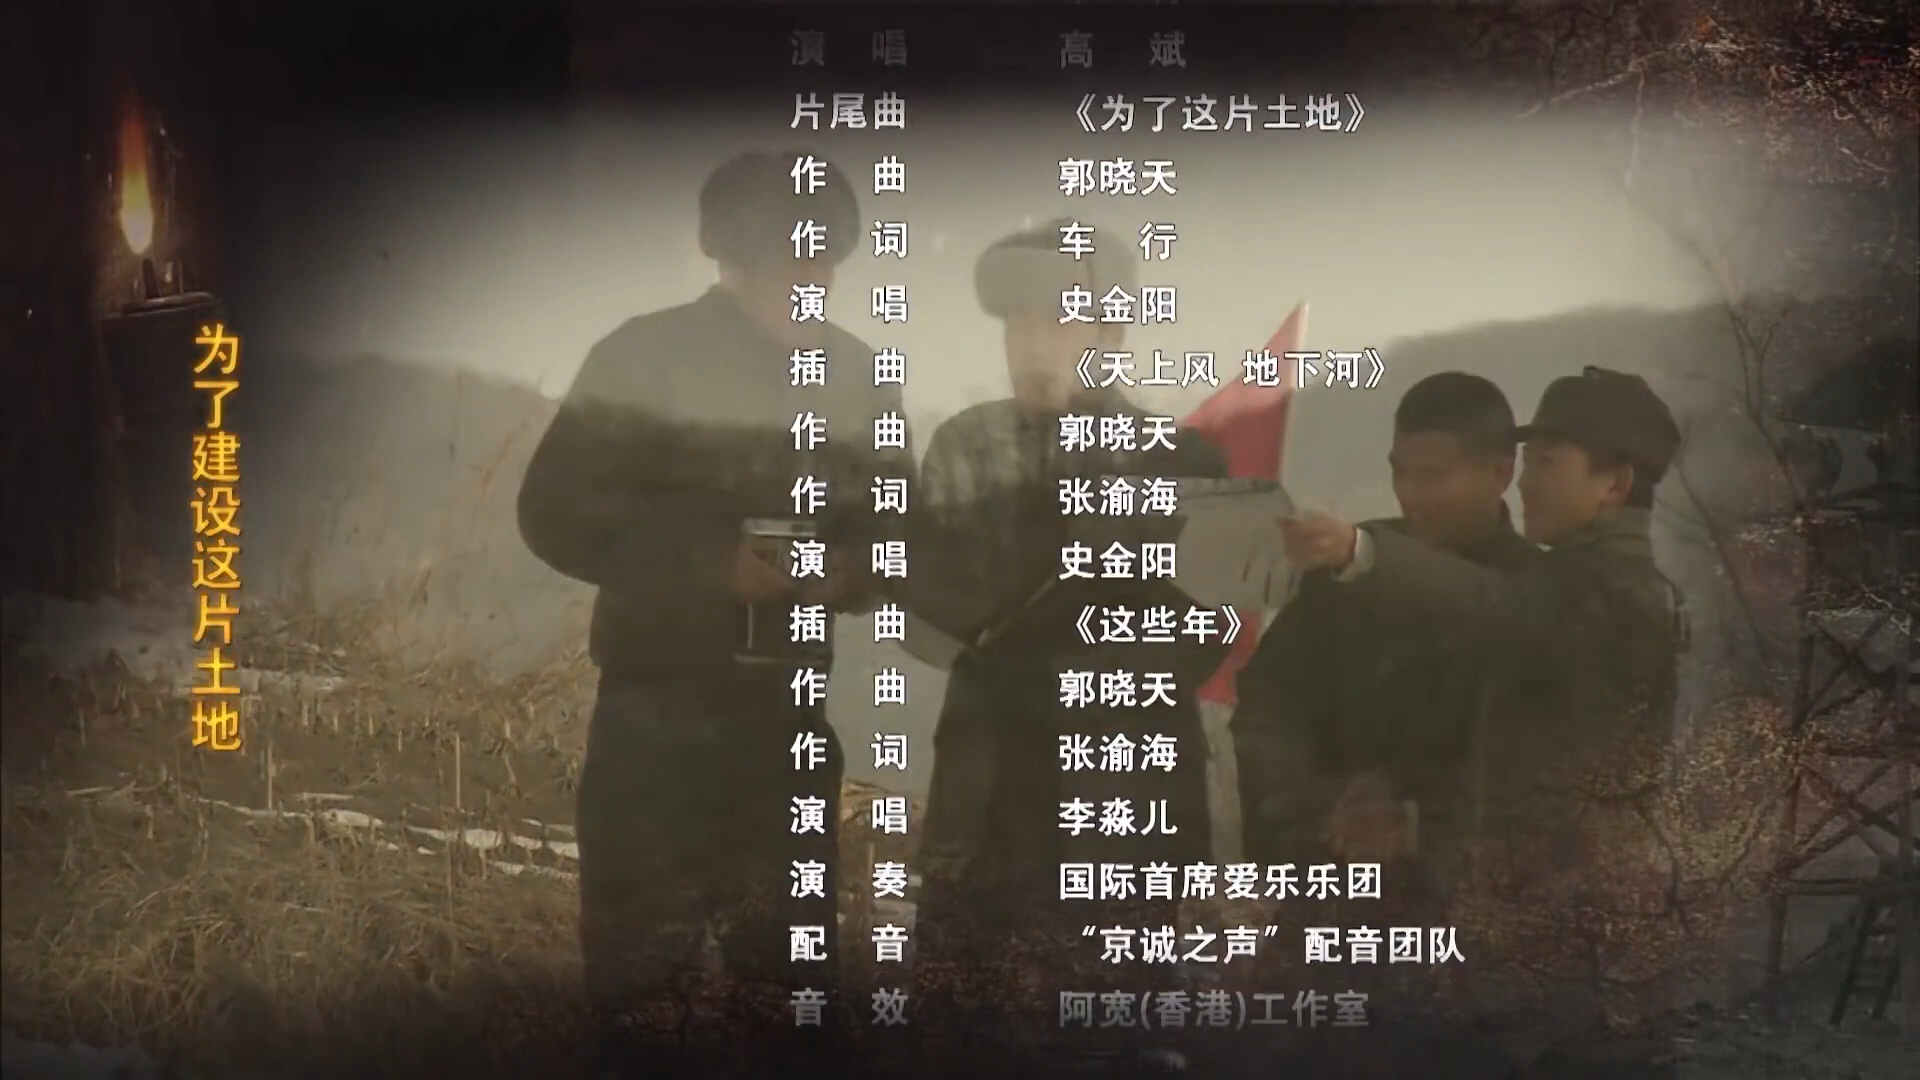 演 唱 高 斌
片尾曲 《为了这片土地》
作 曲 郭晓天
作 词 车 行
演 唱 史金阳
插 曲 《天上风 地下河》
作 曲 郭晓天
作 词 张渝海
演 唱 史金阳
插 曲 《这些年》
作 曲 郭晓天
作 词 张渝海
演 唱 李淼儿
演 奏 国际首席爱乐乐团
配 音 “京诚之声”配音团队
音 效 阿宽(香港)工作室
为了建设这片土地